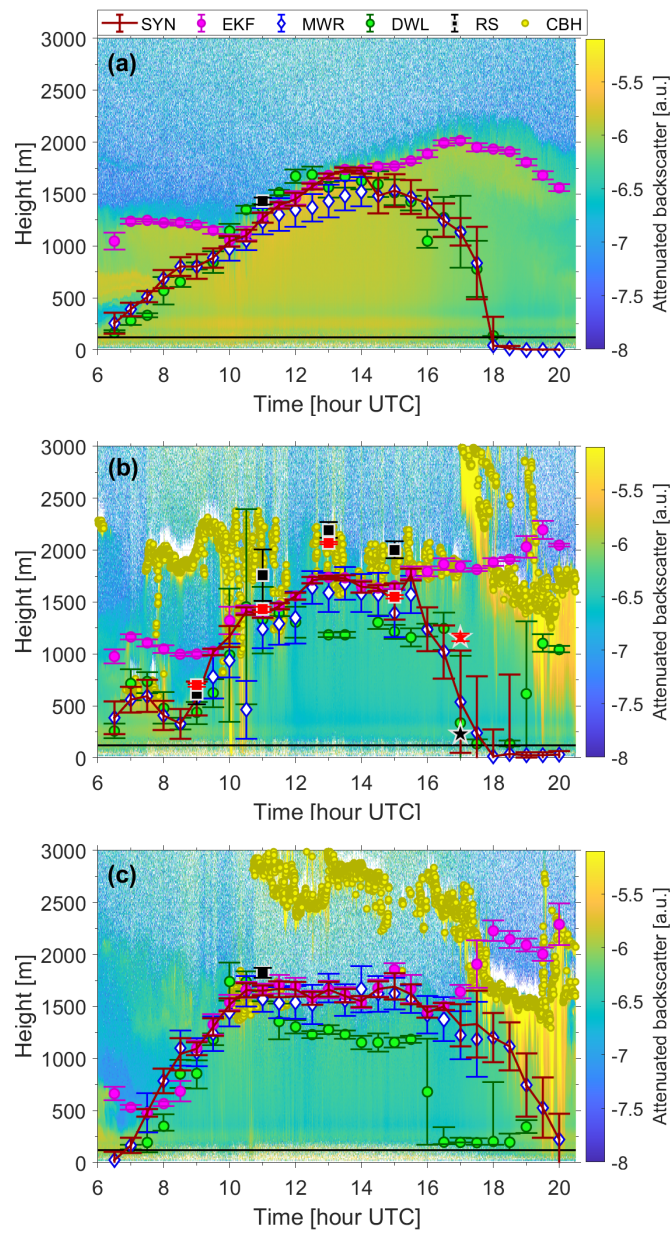 SYN EKF MWR DWL RS CBH
(a)
3000
2500
2000
1500
1000
500
0
Height [m]
6 8 10 12 14 16 18 20
Time [hour UTC]
-5.5
-6
-6.5
-7
-7.5
-8
Attenuated backscatter [a.u.]
(b)
3000
2500
2000
1500
1000
500
0
Height [m]
6 8 10 12 14 16 18 20
Time [hour UTC]
-5.5
-6
-6.5
-7
-7.5
-8
Attenuated backscatter [a.u.]
(c)
3000
2500
2000
1500
1000
500
0
Height [m]
6 8 10 12 14 16 18 20
Time [hour UTC]
-5.5
-6
-6.5
-7
-7.5
-8
Attenuated backscatter [a.u.]